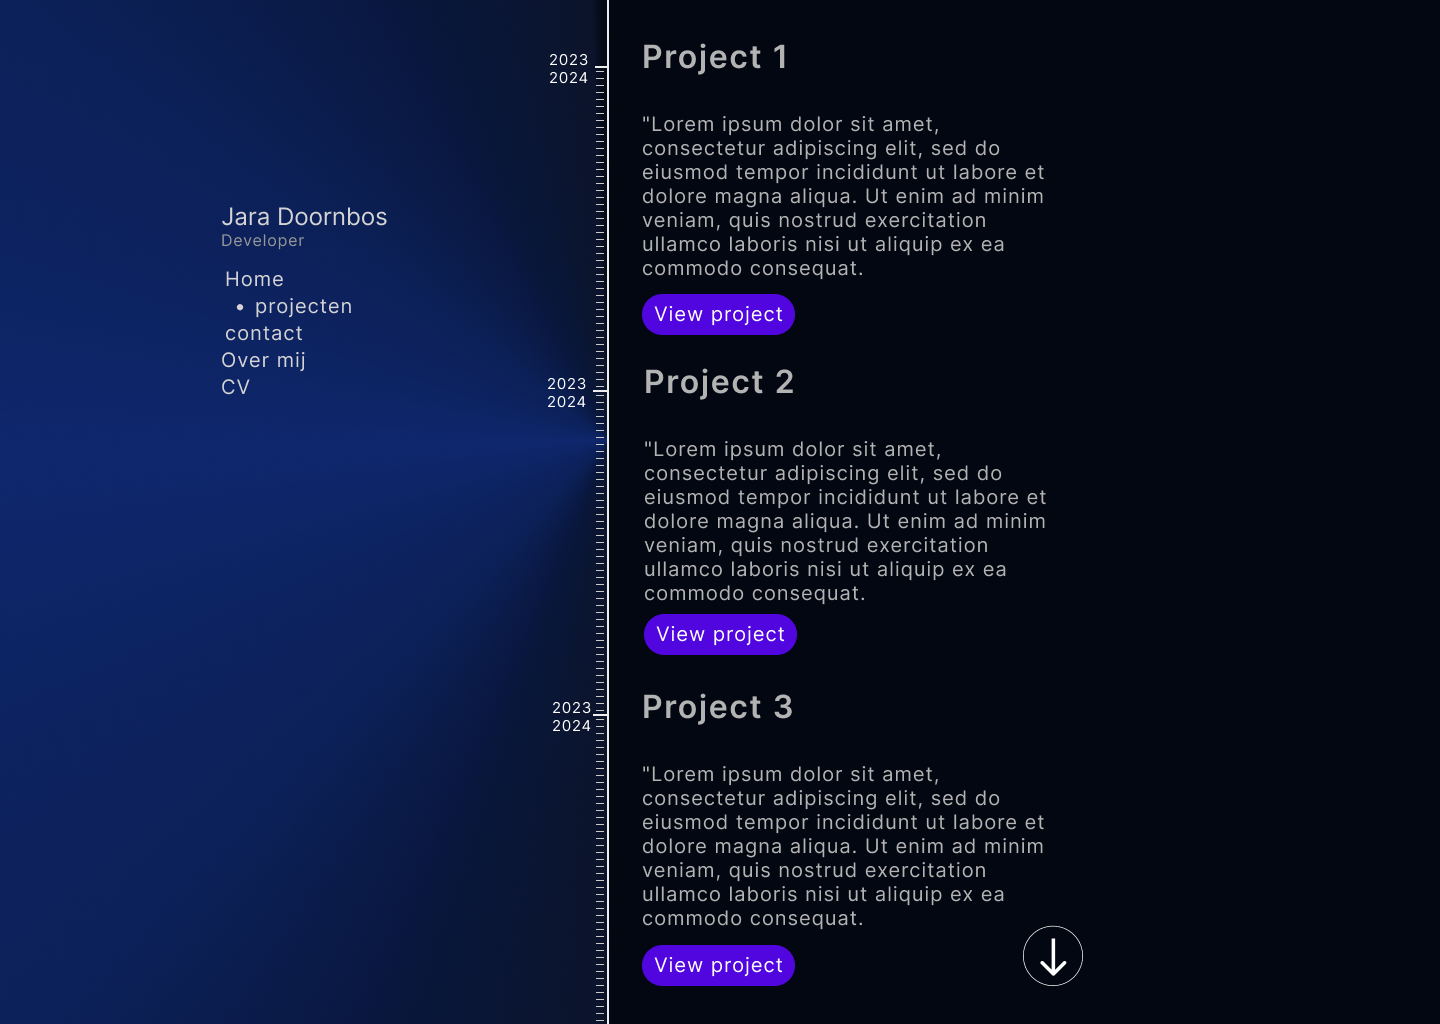 Jara Doornbos
Developer
Home
• projecten
contact
Over mij
CV
2023
2024
Project 1
"Lorem ipsum dolor sit amet,
consectetur adipiscing elit, sed do
eiusmod tempor incididunt ut labore et
dolore magna aliqua. Ut enim ad minim
veniam, quis nostrud exercitation
ullamco laboris nisi ut aliquip ex ea
commodo consequat.
View project
2023
2024
Project 2
"Lorem ipsum dolor sit amet,
consectetur adipiscing elit, sed do
eiusmod tempor incididunt ut labore et
dolore magna aliqua. Ut enim ad minim
veniam, quis nostrud exercitation
ullamco laboris nisi ut aliquip ex ea
commodo consequat.
View project
2023
2024
Project 3
"Lorem ipsum dolor sit amet,
consectetur adipiscing elit, sed do
eiusmod tempor incididunt ut labore et
dolore magna aliqua. Ut enim ad minim
veniam, quis nostrud exercitation
ullamco laboris nisi ut aliquip ex ea
commodo consequat.
View project